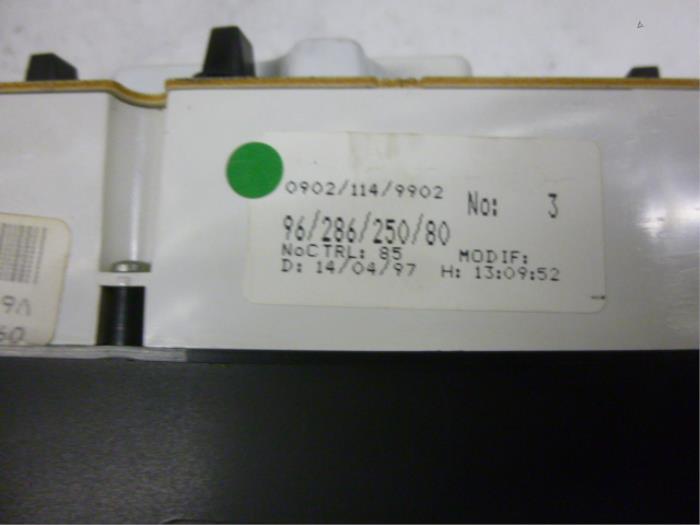 0902/114/9902 No: 3
96/286/250/80
NoCTRL: 85 MODIF:
D: 14/04/97 H: 13:09:52